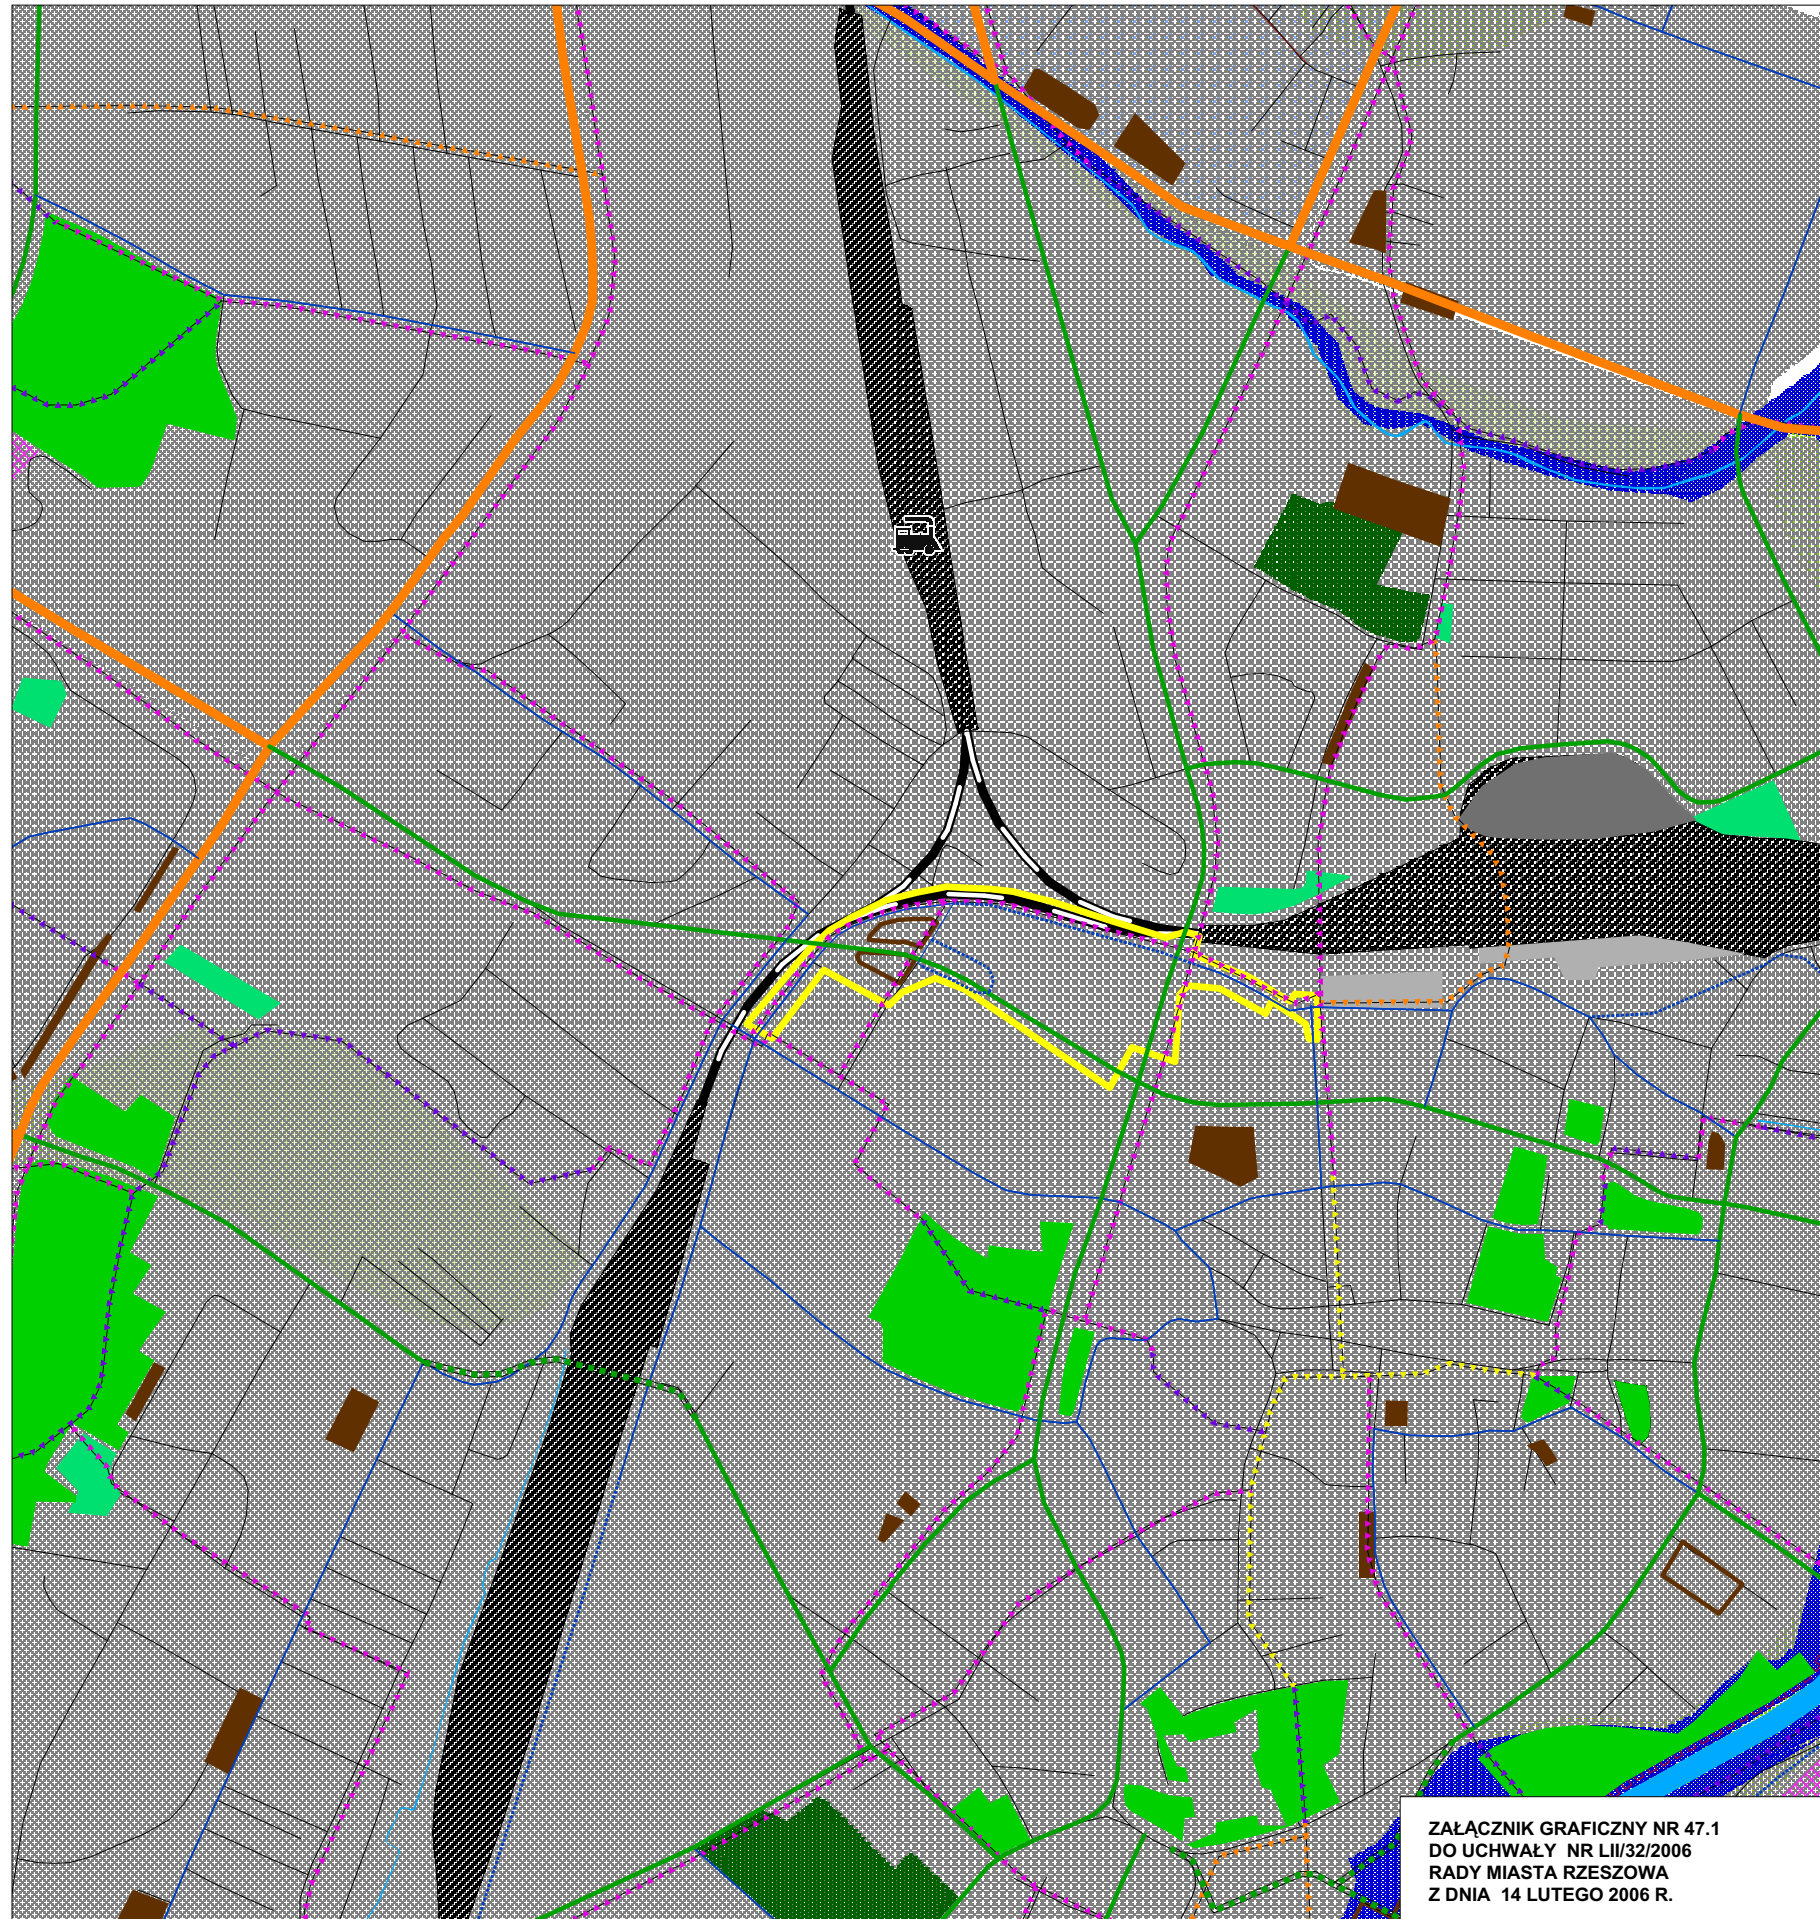 ZAŁĄCZNIK GRAFICZNY NR 47.1
DO UCHWAŁY NR LII/32/2006
RADY MIASTA RZESZOWA
Z DNIA 14 LUTEGO 2006 R.